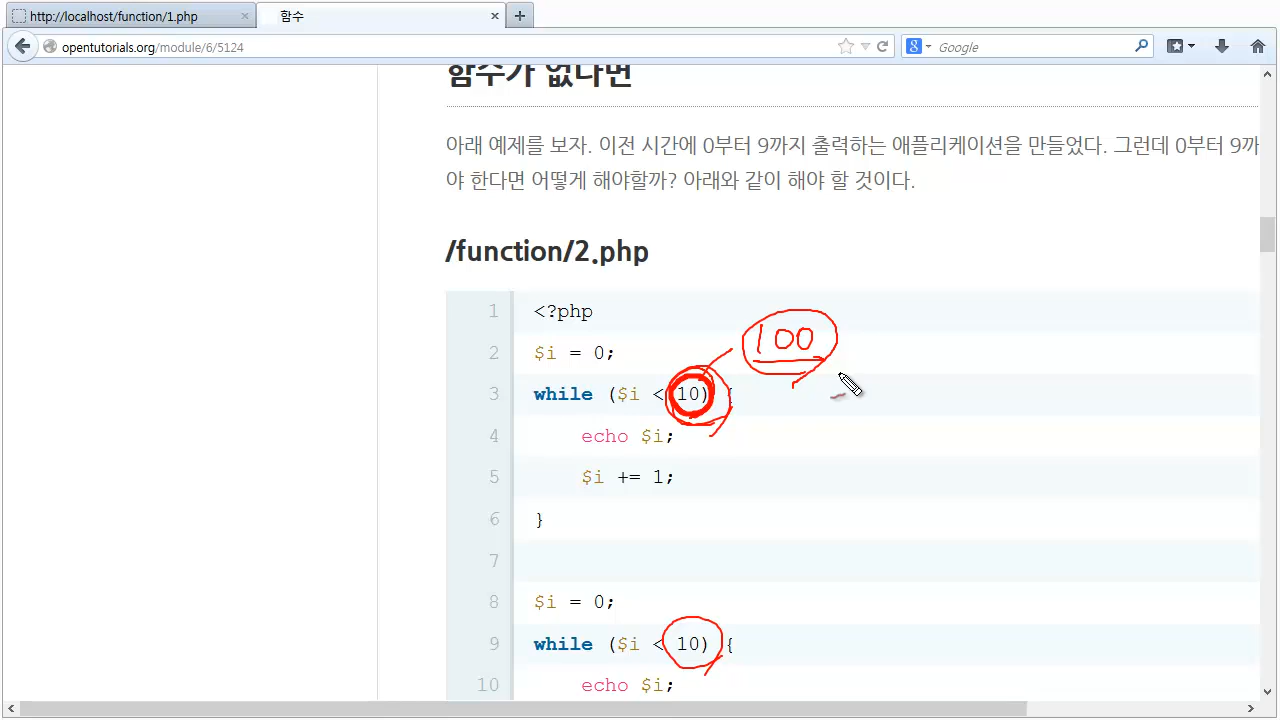 http://localhost/function/1.php
함수
opentutorials.org/module/6/5124
Google
함수가 없다면
아래 예제를 보자. 이전 시간에 0부터 9까지 출력하는 애플리케이션을 만들었다. 그런데 0부터 9까
야 한다면 어떻게 해야할까? 아래와 같이 해야 할 것이다.
/function/2.php
1 <?php
100
2 $i = 0;
3 while ($i < 10) {
4 echo $i;
5 $i += 1;
6 }
7
8 $i = 0;
9 while ($i < 10) {
10 echo $i;